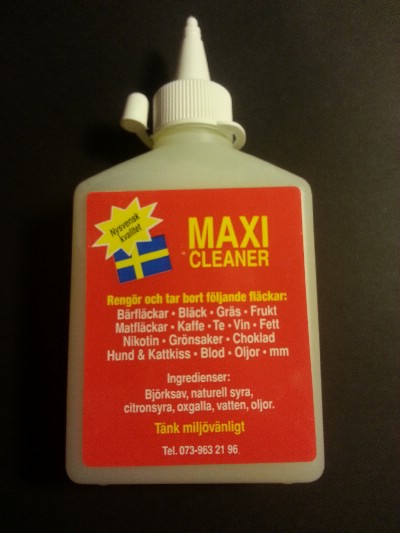 Nysvensk
kvalitet
MAXI
CLEANER
Rengör och tar bort följande fläckar:
Bärfläckar • Bläck • Gräs • Frukt
Matfläckar • Kaffe • Te • Vin • Fett
Nikotin • Grönsaker • Choklad
Hund & Kattkiss • Blod • Oljor • mm
Ingredienser:
Björksav, naturell syra,
citronsyra, oxgalla, vatten, oljor.
Tänk miljövänligt
Tel. 073-963 21 96.